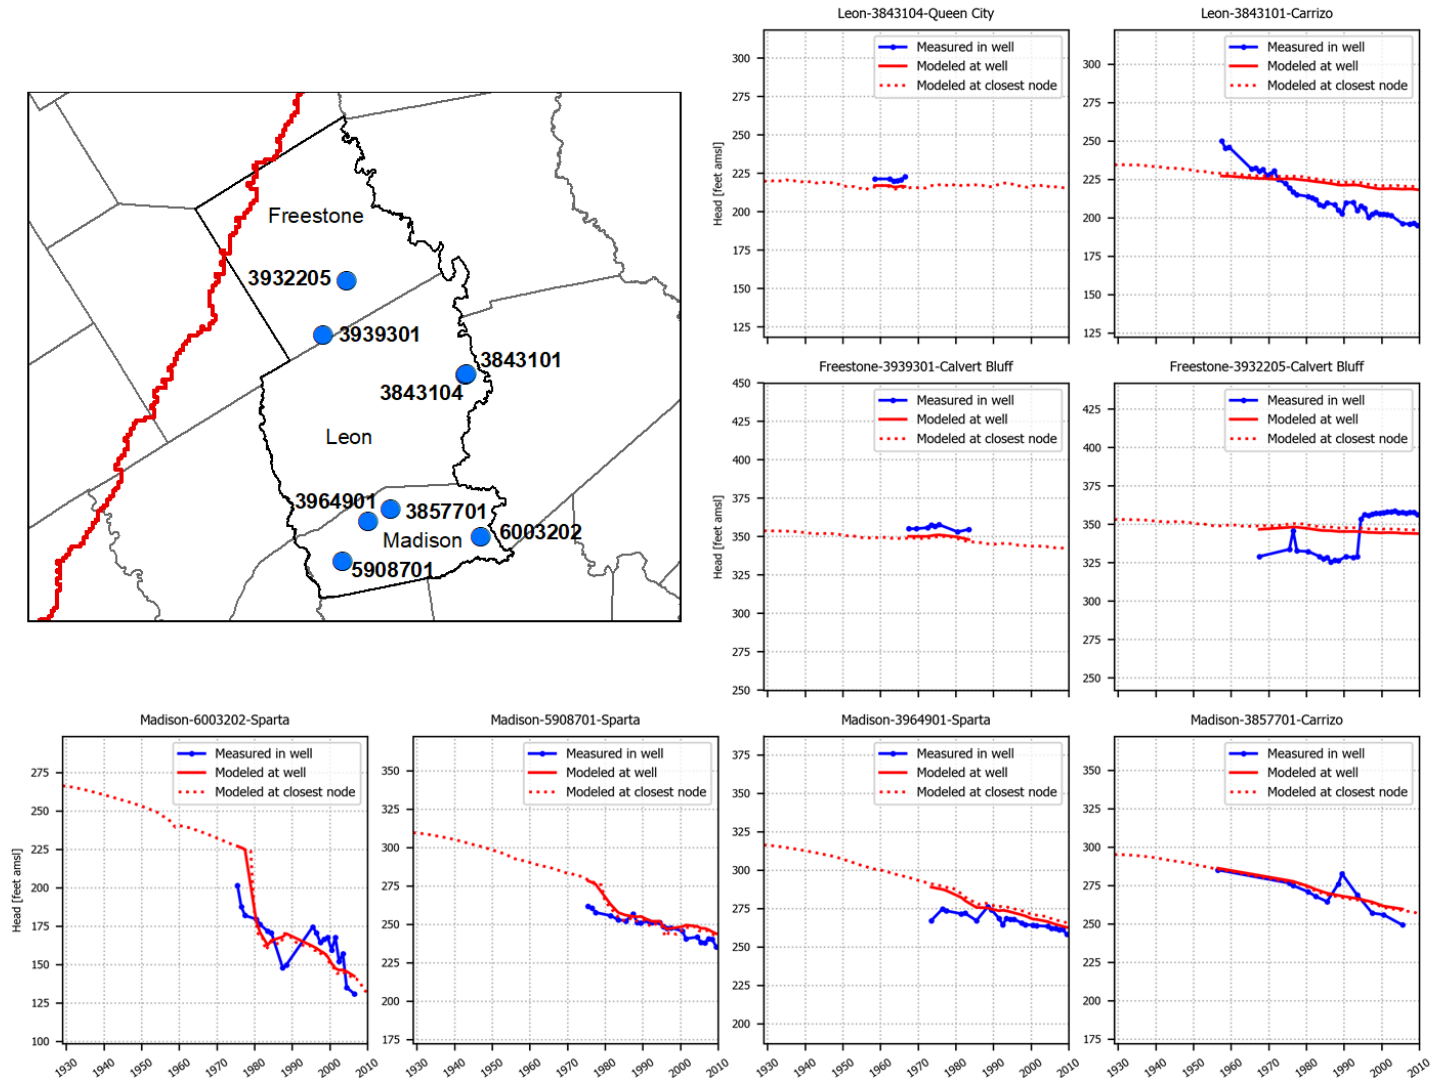 Freestone
3932205
3939301
3843101
3843104
Leon
3964901
3857701
6003202
Madison
5908701
Leon-3843104-Queen City
Measured in well
Modeled at well
Modeled at closest node
Head [feet amsl]
300
275
250
225
200
175
150
125
Leon-3843101-Carrizo
Measured in well
Modeled at well
Modeled at closest node
300
275
250
225
200
175
150
125
Freestone-3939301-Calvert Bluff
Measured in well
Modeled at well
Modeled at closest node
Head [feet amsl]
450
425
400
375
350
325
300
275
250
Freestone-3932205-Calvert Bluff
Measured in well
Modeled at well
Modeled at closest node
425
400
375
350
325
300
275
250
Madison-6003202-Sparta
Measured in well
Modeled at well
Modeled at closest node
Head [feet amsl]
275
250
225
200
175
150
125
100
1930 1940 1950 1960 1970 1980 1990 2000 2010
Madison-5908701-Sparta
Measured in well
Modeled at well
Modeled at closest node
350
325
300
275
250
225
200
175
1930 1940 1950 1960 1970 1980 1990 2000 2010
Madison-3964901-Sparta
Measured in well
Modeled at well
Modeled at closest node
375
350
325
300
275
250
225
200
1930 1940 1950 1960 1970 1980 1990 2000 2010
Madison-3857701-Carrizo
Measured in well
Modeled at well
Modeled at closest node
350
325
300
275
250
225
200
175
1930 1940 1950 1960 1970 1980 1990 2000 2010